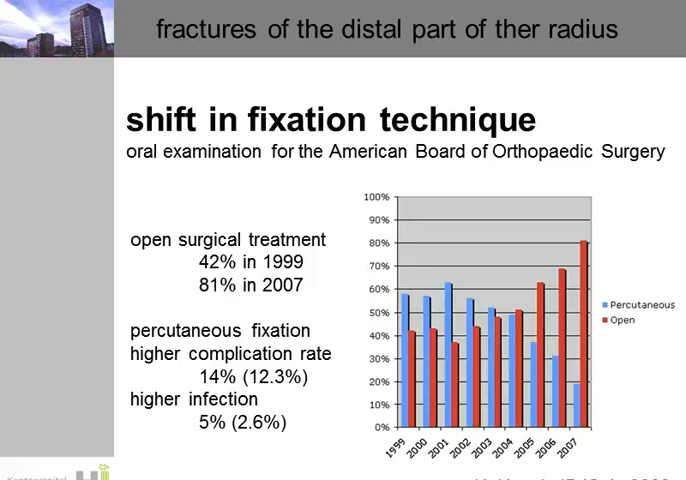 fractures of the distal part of ther radius
shift in fixation technique
oral examination for the American Board of Orthopaedic Surgery
open surgical treatment
42% in 1999
81% in 2007
percutaneous fixation
higher complication rate
14% (12.3%)
higher infection
5% (2.6%)
100%
90%
80%
70%
60%
50%
40%
30%
20%
10%
0%
1999
2000
2001
2002
2003
2004
2005
2006
2007
Percutaneous
Open